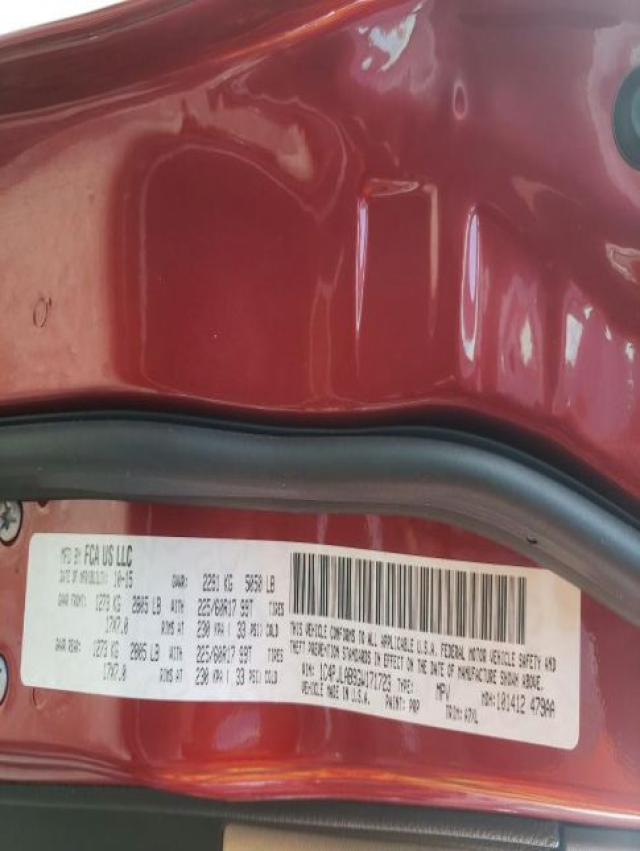 MFD BY FCA US LLC
DATE OF MFR: 10-15 GVWR: 2291 KG 5050 LB
GAWR FRONT: 1273 KG 2805 LB WITH 225/60R17 99T TIRES
17X7.0 RIMS AT 230 KPA ( 33 PSI) COLD
GAWR REAR: 1273 KG 2805 LB WITH 225/60R17 99T TIRES
17X7.0 RIMS AT 230 KPA ( 33 PSI) COLD
THIS VEHICLE CONFORMS TO ALL APPLICABLE U.S.A. FEDERAL MOTOR VEHICLE SAFETY AND
THEFT PREVENTION STANDARDS IN EFFECT ON THE DATE OF MANUFACTURE SHOWN ABOVE.
TYPE: MPV MDH: 101412 479AA
VEHICLE MADE IN U.S.A. PAINT: PRP TRIM: A7XL